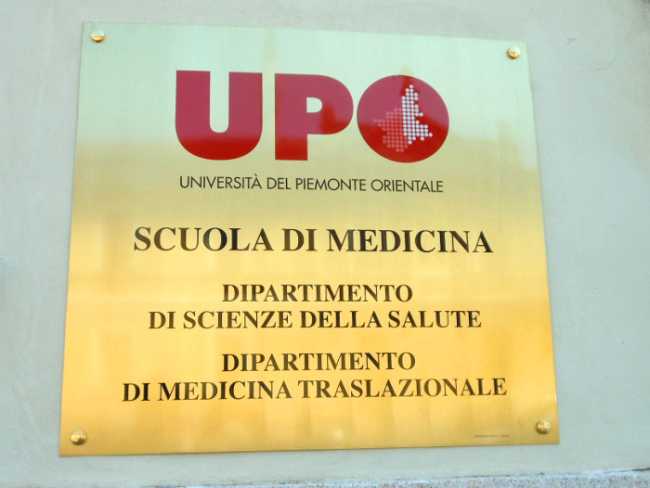 UPO
UNIVERSITÀ DEL PIEMONTE ORIENTALE
SCUOLA DI MEDICINA
DIPARTIMENTO
DI SCIENZE DELLA SALUTE
DIPARTIMENTO
DI MEDICINA TRASLAZIONALE